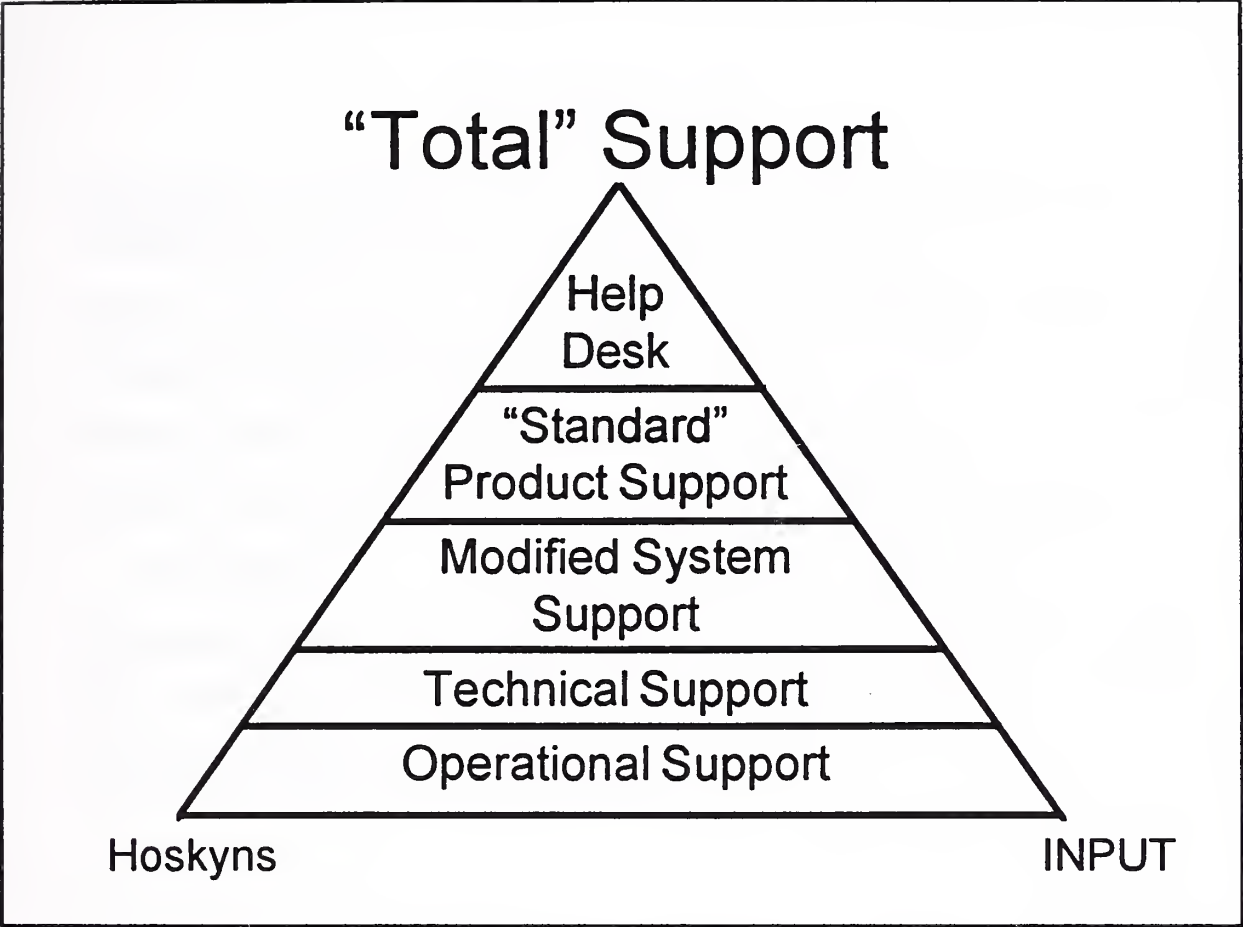 “Total” Support
Help
Desk
“Standard”
Product Support
Modified System
Support
Technical Support
Operational Support
Hoskyns
INPUT